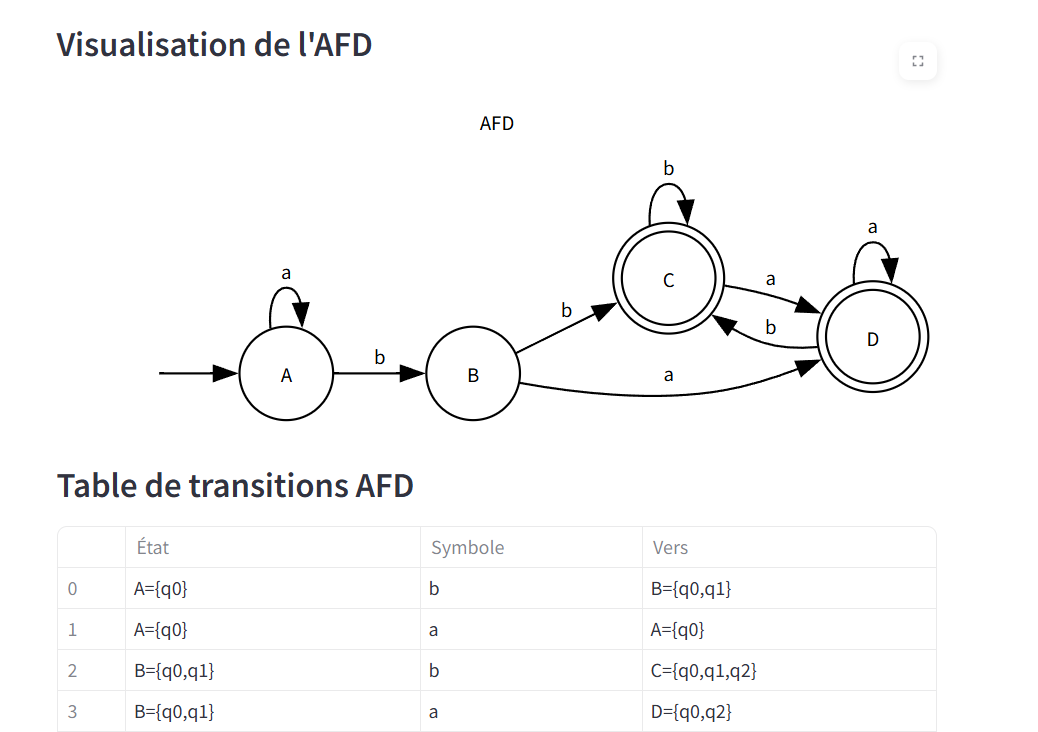 Visualisation de l'AFD
AFD
b
a
a
a
b
b
b
a
A
B
C
D
Table de transitions AFD
État Symbole Vers
0 A={q0} b B={q0,q1}
1 A={q0} a A={q0}
2 B={q0,q1} b C={q0,q1,q2}
3 B={q0,q1} a D={q0,q2}